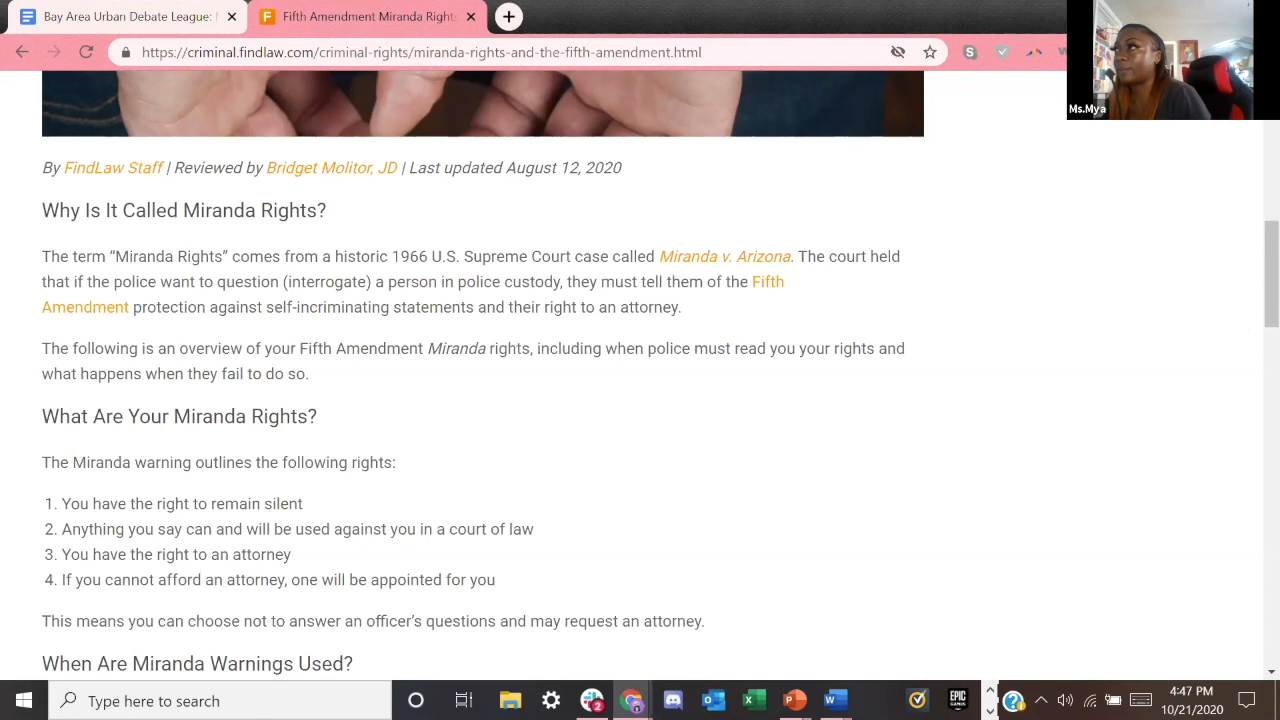 Bay Area Urban Debate League:
Fifth Amendment Miranda Rights
https://criminal.findlaw.com/criminal-rights/miranda-rights-and-the-fifth-amendment.html
Ms.Mya
By FindLaw Staff | Reviewed by Bridget Molitor, JD | Last updated August 12, 2020
Why Is It Called Miranda Rights?
The term “Miranda Rights” comes from a historic 1966 U.S. Supreme Court case called Miranda v. Arizona. The court held
that if the police want to question (interrogate) a person in police custody, they must tell them of the Fifth
Amendment protection against self-incriminating statements and their right to an attorney.
The following is an overview of your Fifth Amendment Miranda rights, including when police must read you your rights and
what happens when they fail to do so.
What Are Your Miranda Rights?
The Miranda warning outlines the following rights:
1. You have the right to remain silent
2. Anything you say can and will be used against you in a court of law
3. You have the right to an attorney
4. If you cannot afford an attorney, one will be appointed for you
This means you can choose not to answer an officer’s questions and may request an attorney.
When Are Miranda Warnings Used?
Type here to search
EPIC
GAMES
4:47 PM
10/21/2020